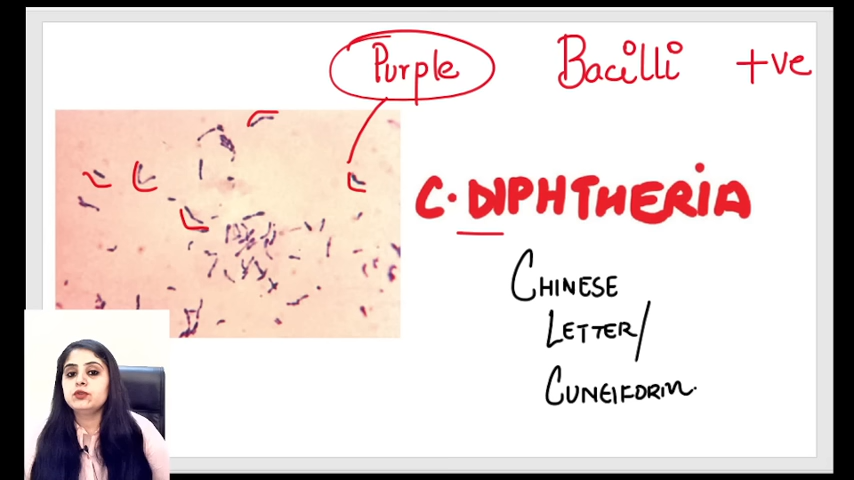 Purple Bacilli +ve
C. DIPHTHERIA
CHINESE
LETTER/
CUNEIFORM.